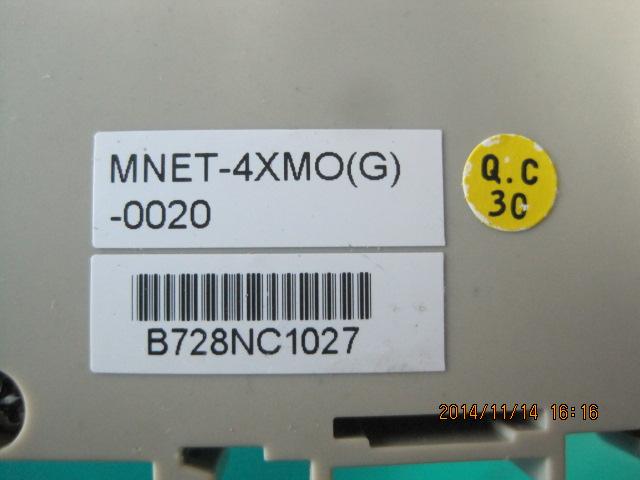 MNET-4XMO(G)
-0020
Q.C
30
B728NC1027
2014/11/14 16:16